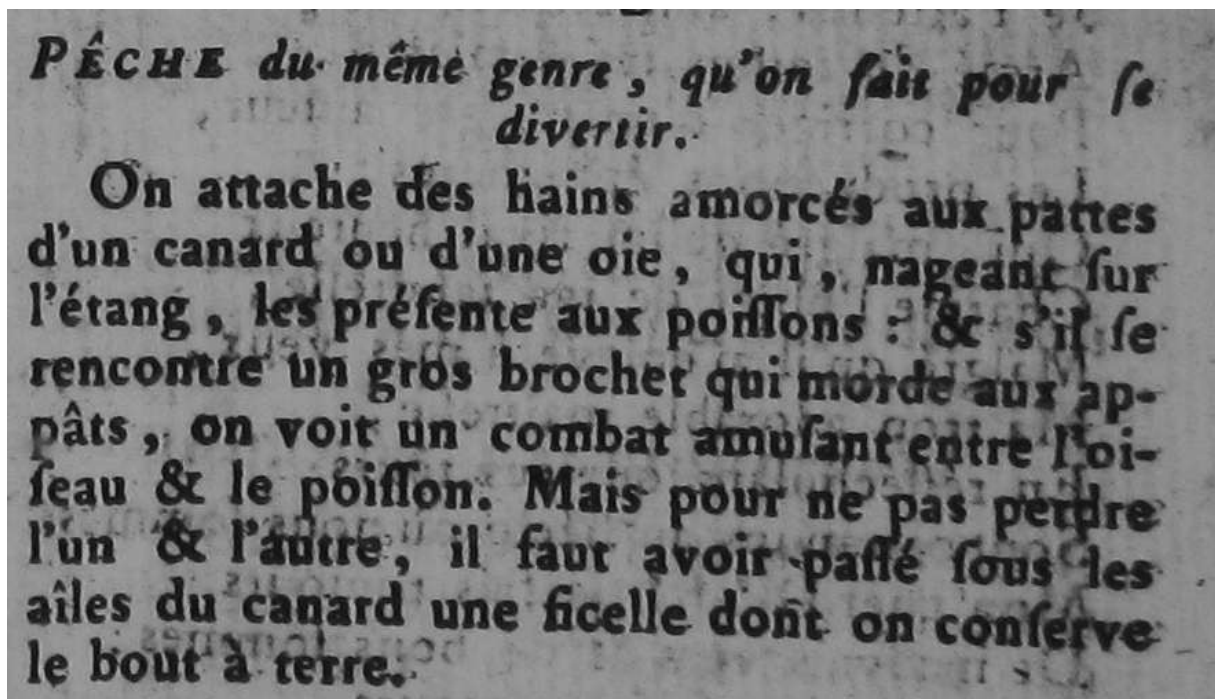 PÊCHE du même genre, qu'on ſait pour ſe
divertir.
On attache des hains amorcés aux pattes
d'un canard ou d'une oie, qui, nageant ſur
l'étang, les préſente aux poiſſons : & s'il ſe
rencontre un gros brochet qui morde aux ap-
pâts, on voit un combat amuſant entre l'oi-
ſeau & le poiſſon. Mais pour ne pas perdre
l'un & l'autre, il faut avoir paſſé ſous les
aîles du canard une ficelle dont on conſerve
le bout à terre.